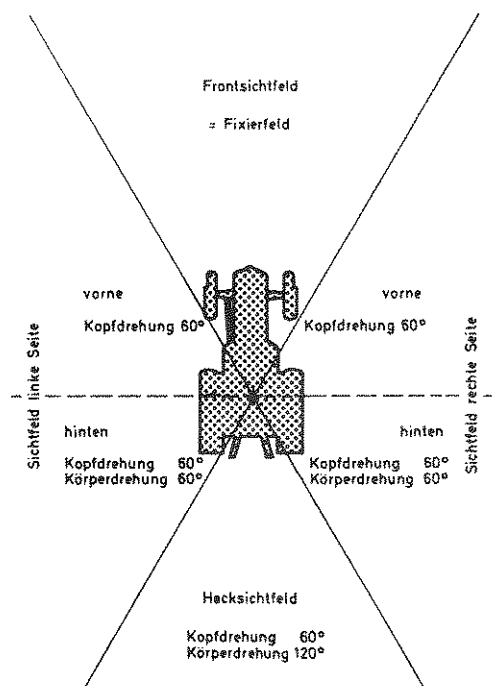 Frontsichtfeld
= Fixierfeld
vorne
Kopfdrehung 60°
vorne
Kopfdrehung 60°
Sichtfeld linke Seite
Sichtfeld rechte Seite
hinten
Kopfdrehung 60°
Körperdrehung 60°
hinten
Kopfdrehung 60°
Körperdrehung 60°
Hecksichtfeld
Kopfdrehung 60°
Körperdrehung 120°